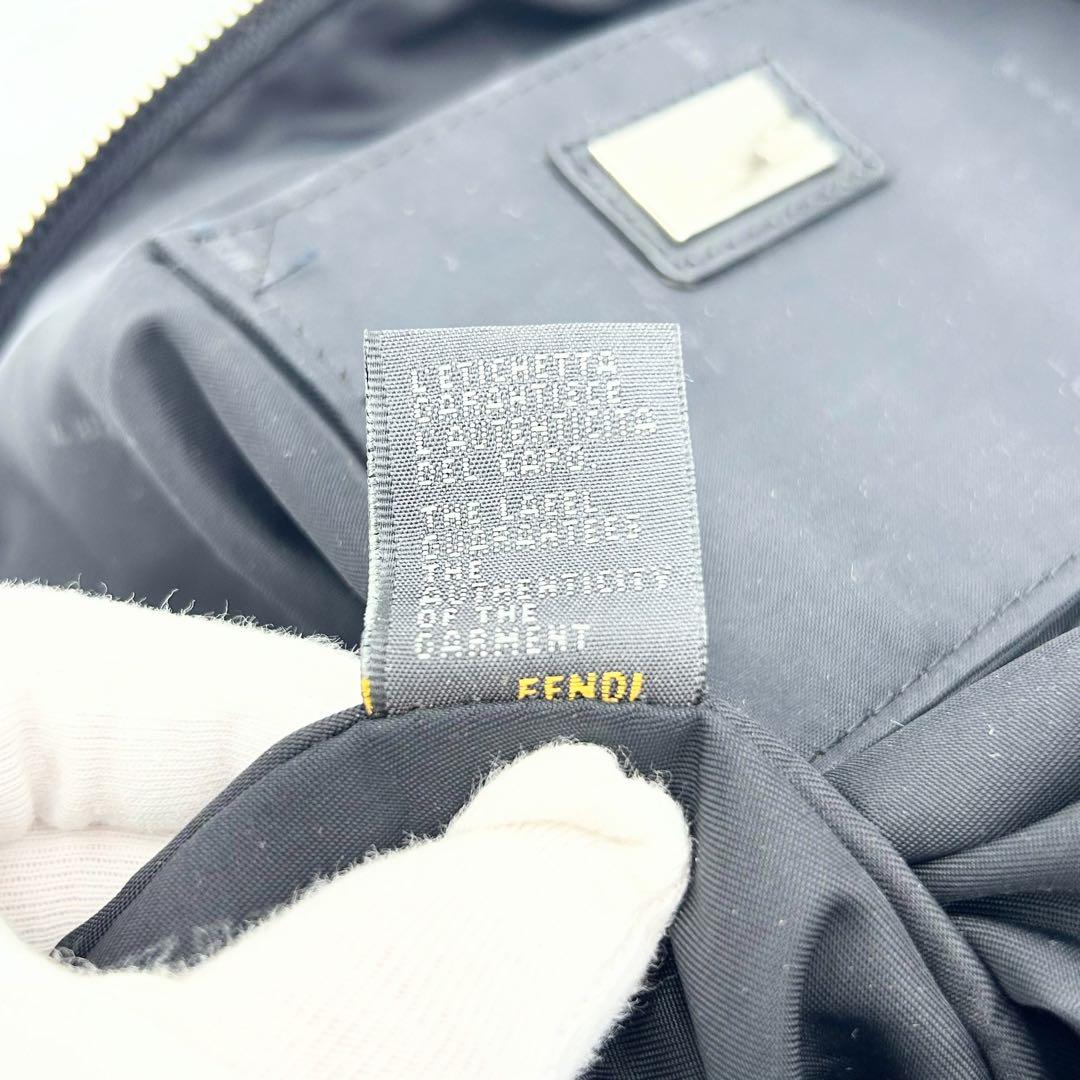 L'ETICHETTA
GARANTISCE
L'AUTENTICITA
DEL CAPO.
THE LABEL
GUARANTEES
THE
AUTHENTICITY
OF THE
GARMENT
FENDI